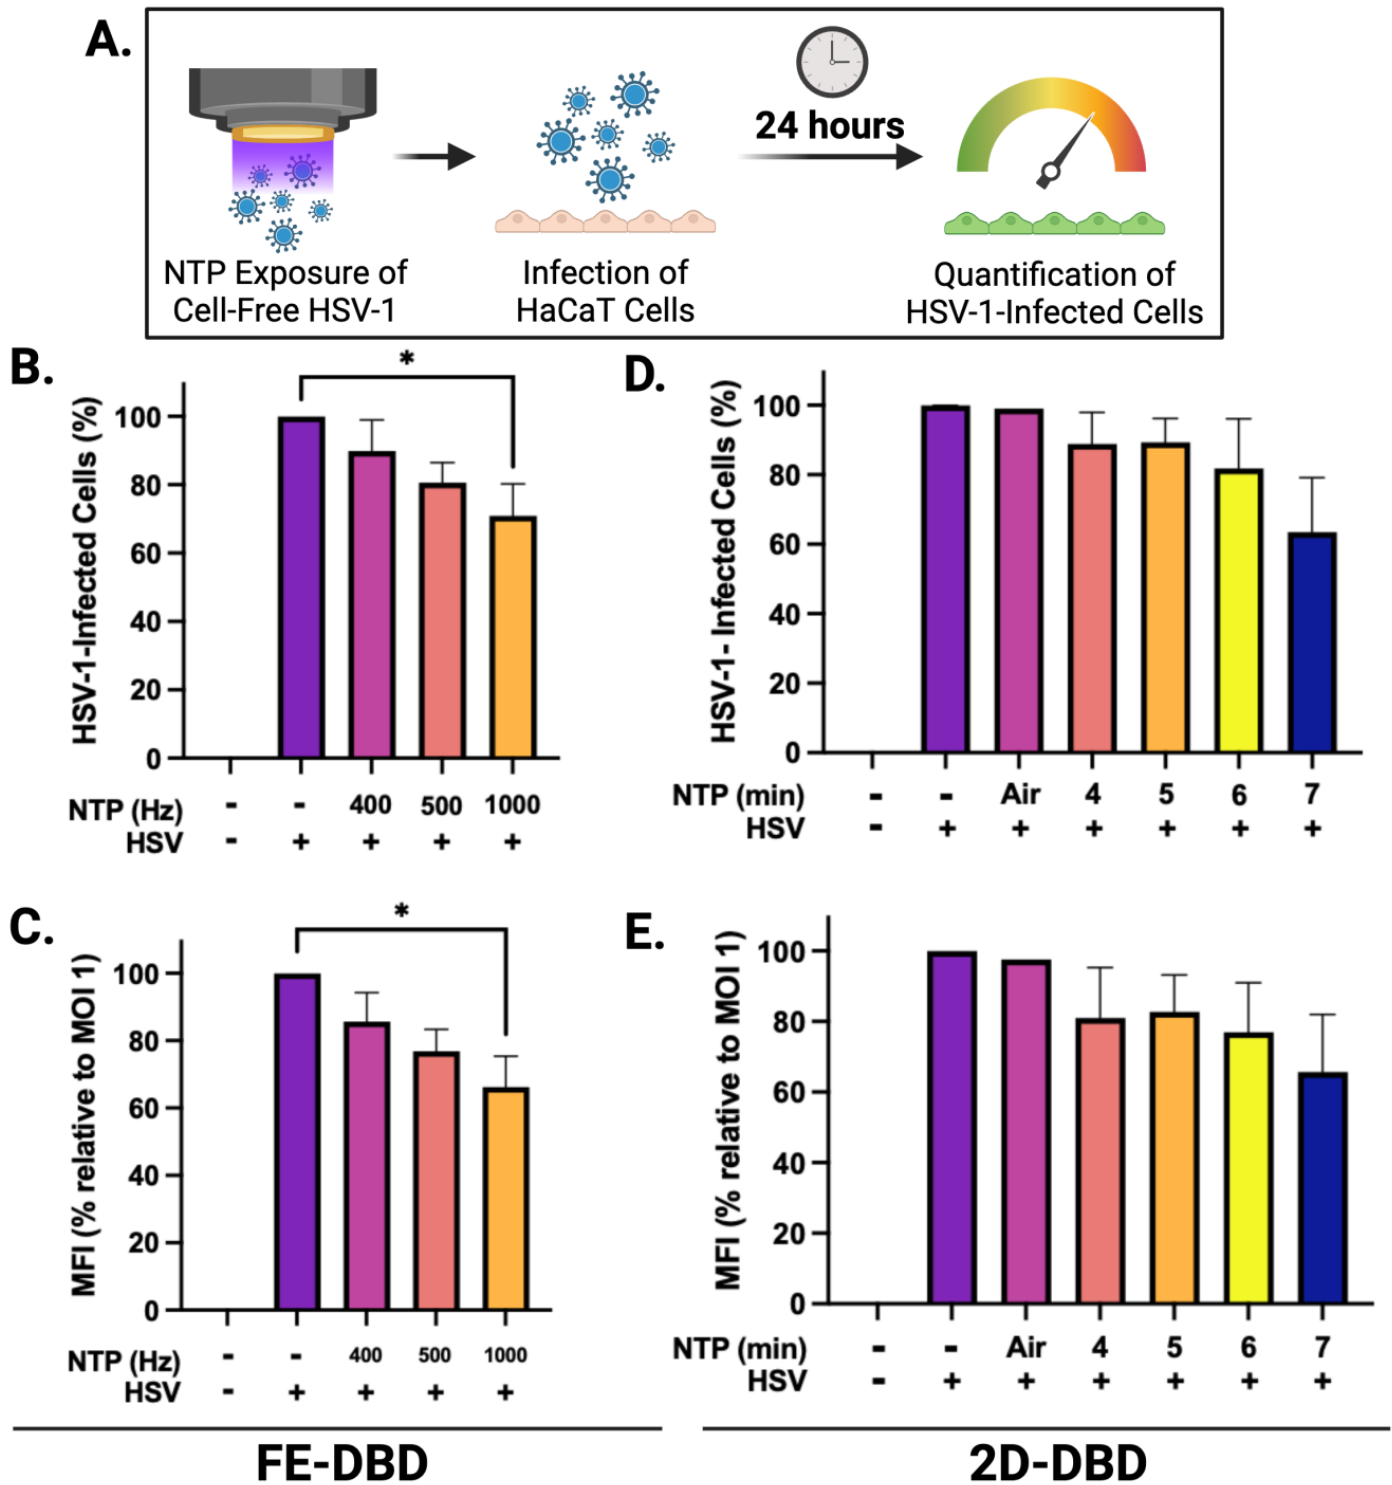 A.
24 hours
NTP Exposure of
Cell-Free HSV-1
Infection of
HaCaT Cells
Quantification of
HSV-1-Infected Cells
B.
*
HSV-1-Infected Cells (%)
100
80
60
40
20
0
NTP (Hz) - - 400 500 1000
HSV - + + + +
D.
HSV-1- Infected Cells (%)
100
80
60
40
20
0
NTP (min) - - Air 4 5 6 7
HSV - + + + + + +
C.
*
MFI (% relative to MOI 1)
100
80
60
40
20
0
NTP (Hz) - - 400 500 1000
HSV - + + + +
E.
MFI (% relative to MOI 1)
100
80
60
40
20
0
NTP (min) - - Air 4 5 6 7
HSV - + + + + + +
FE-DBD
2D-DBD